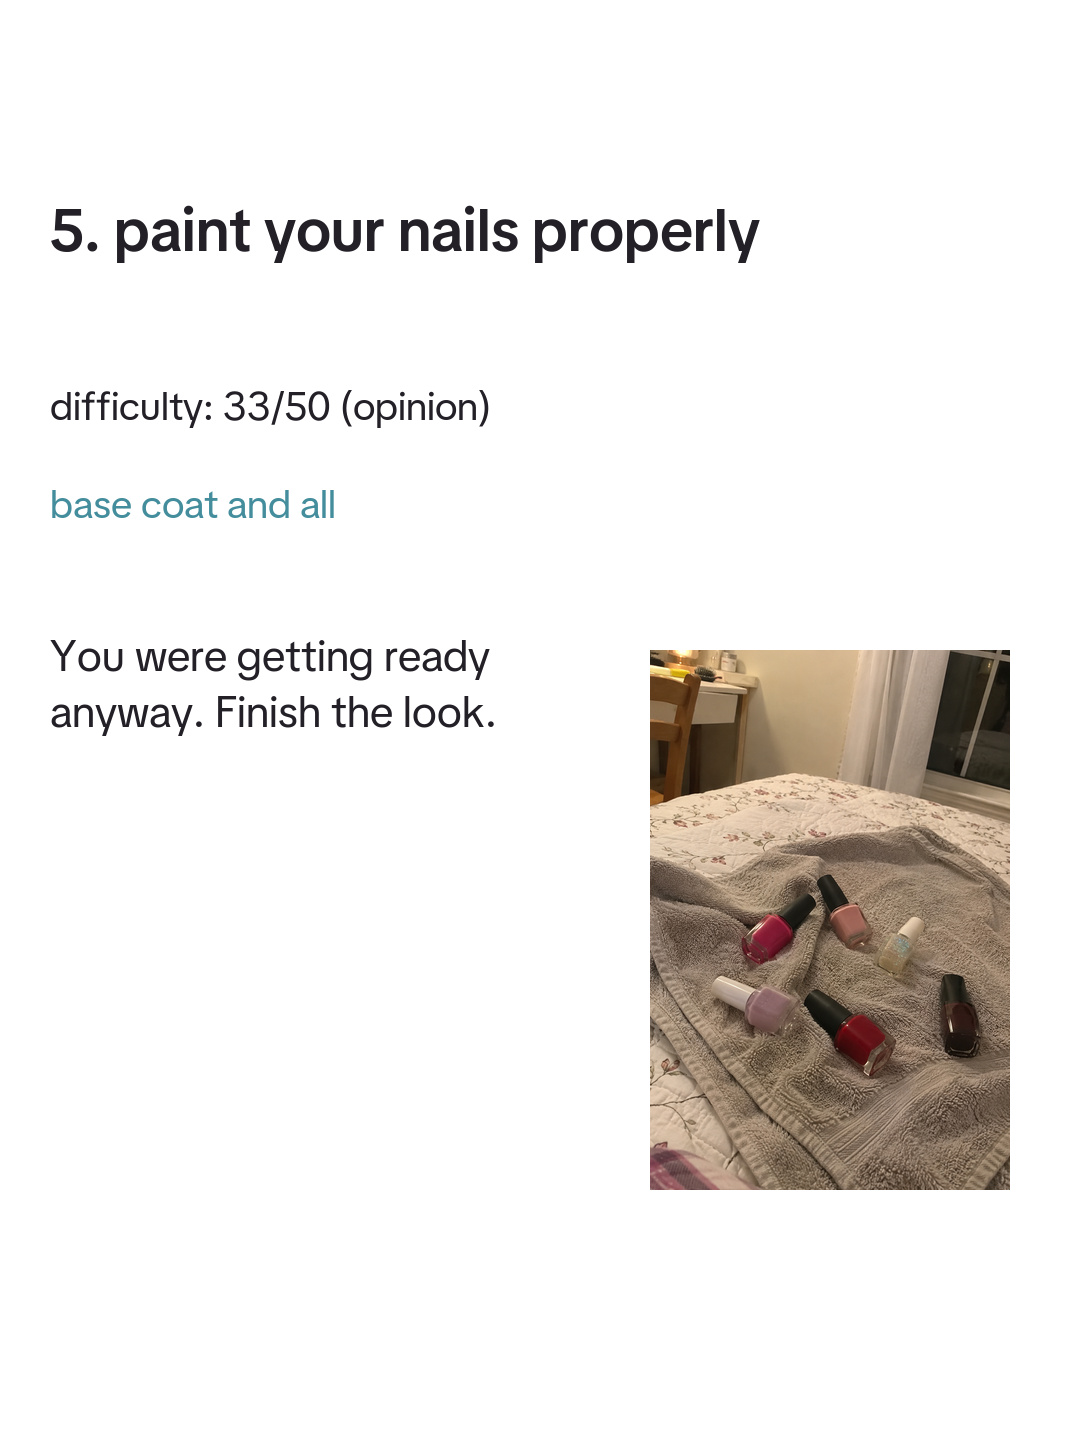 5. paint your nails properly
difficulty: 33/50 (opinion)
base coat and all
You were getting ready
anyway. Finish the look.